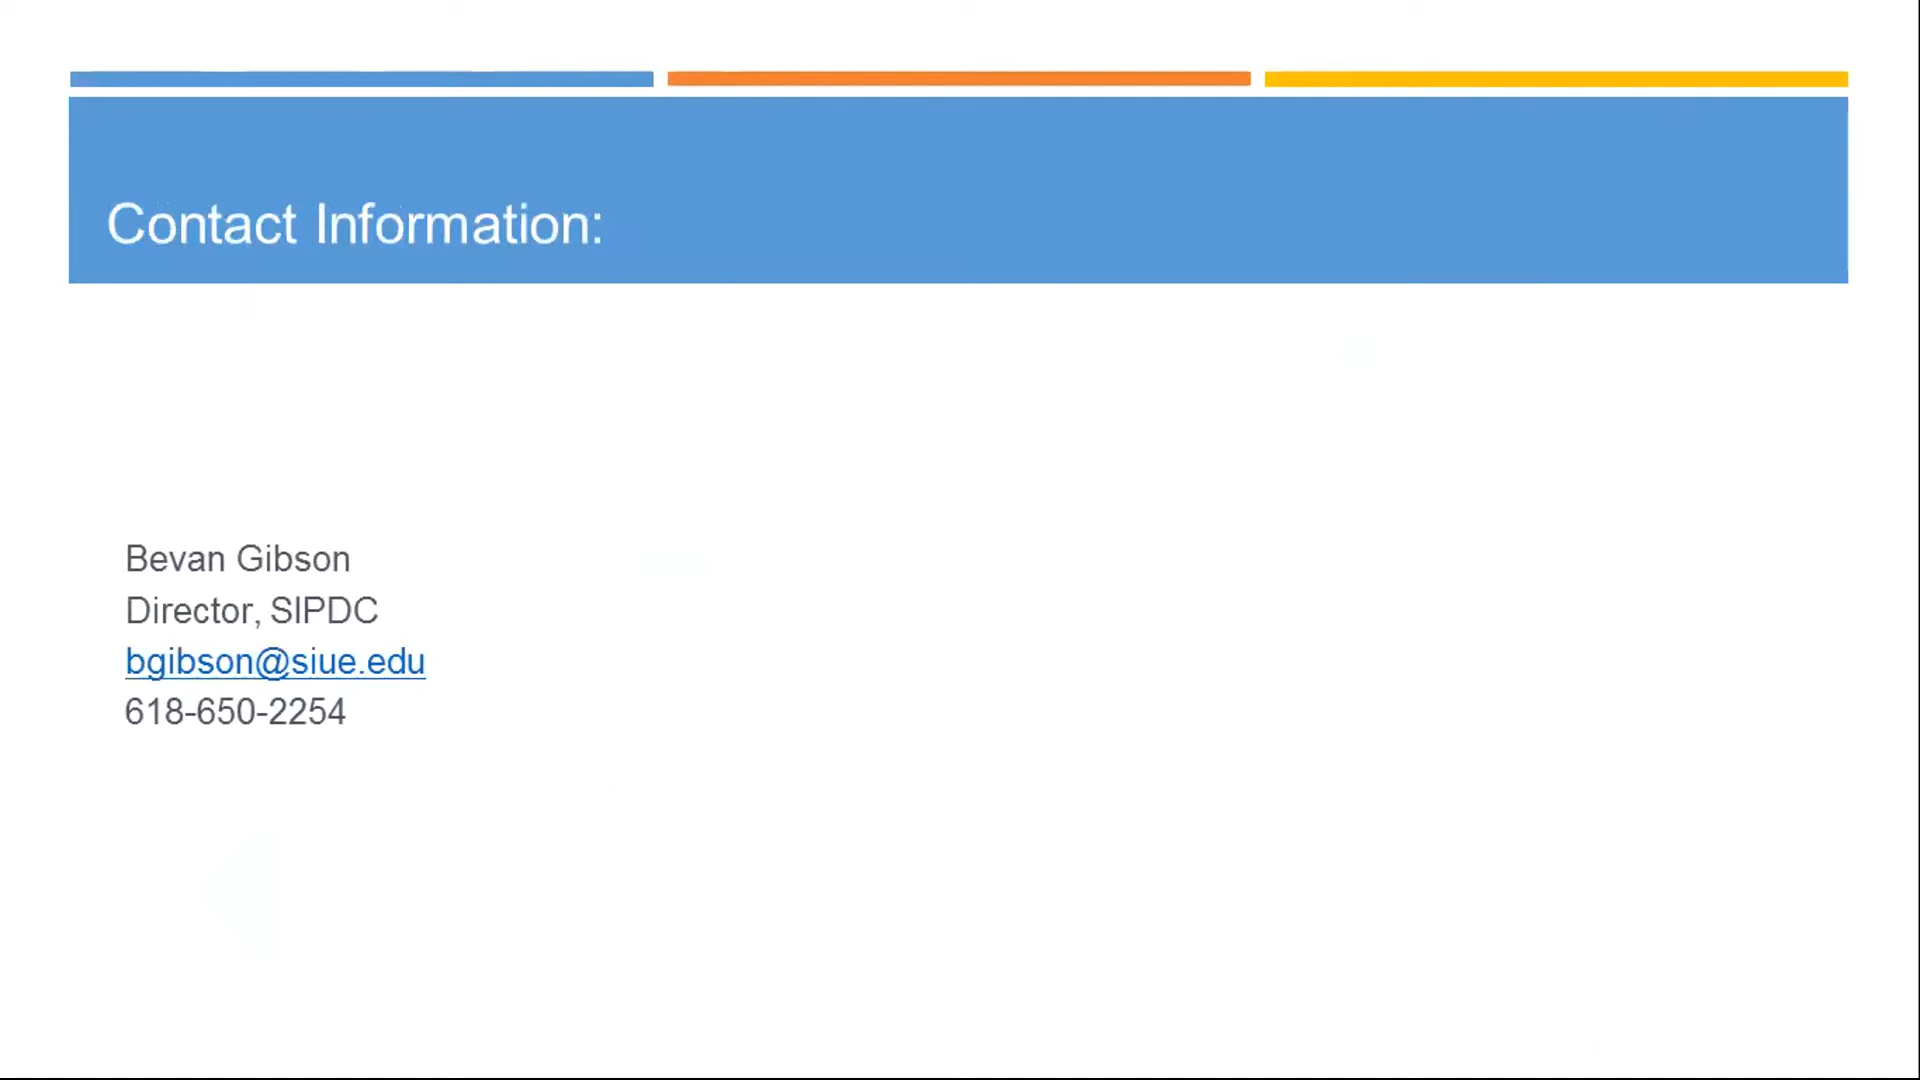 Contact Information:
Bevan Gibson
Director, SIPDC
bgibson@siue.edu
618-650-2254